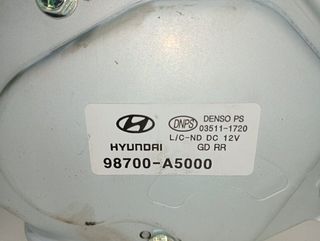 DNPS DENSO PS
03511-1720
L/C-ND DC 12V
HYUNDAI GD RR
98700-A5000